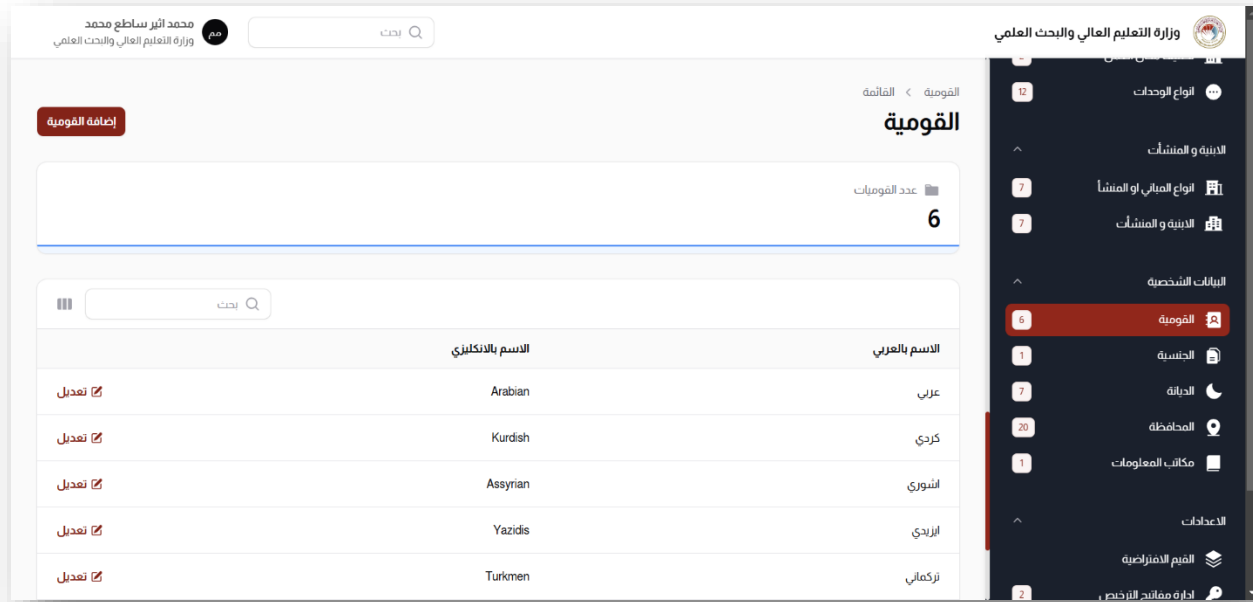 وزارة التعليم العالي والبحث العلمي
بحث
محمد اثير ساطع محمد
وزارة التعليم العالي والبحث العلمي
مم
انواع الوحدات
12
الابنية و المنشأت
انواع المباني او المنشأ
7
الابنية و المنشأت
7
البيانات الشخصية
القومية
6
الجنسية
1
الديانة
7
المحافظة
20
مكاتب المعلومات
1
الاعدادات
القيم الافتراضية
ادارة مفاتيح الترخيص
2
القومية > القائمة
القومية
إضافة القومية
عدد القوميات
6
بحث
الاسم بالعربي الاسم بالانكليزي
عربي Arabian تعديل
كردي Kurdish تعديل
اشوري Assyrian تعديل
ايزيدي Yazidis تعديل
تركماني Turkmen تعديل